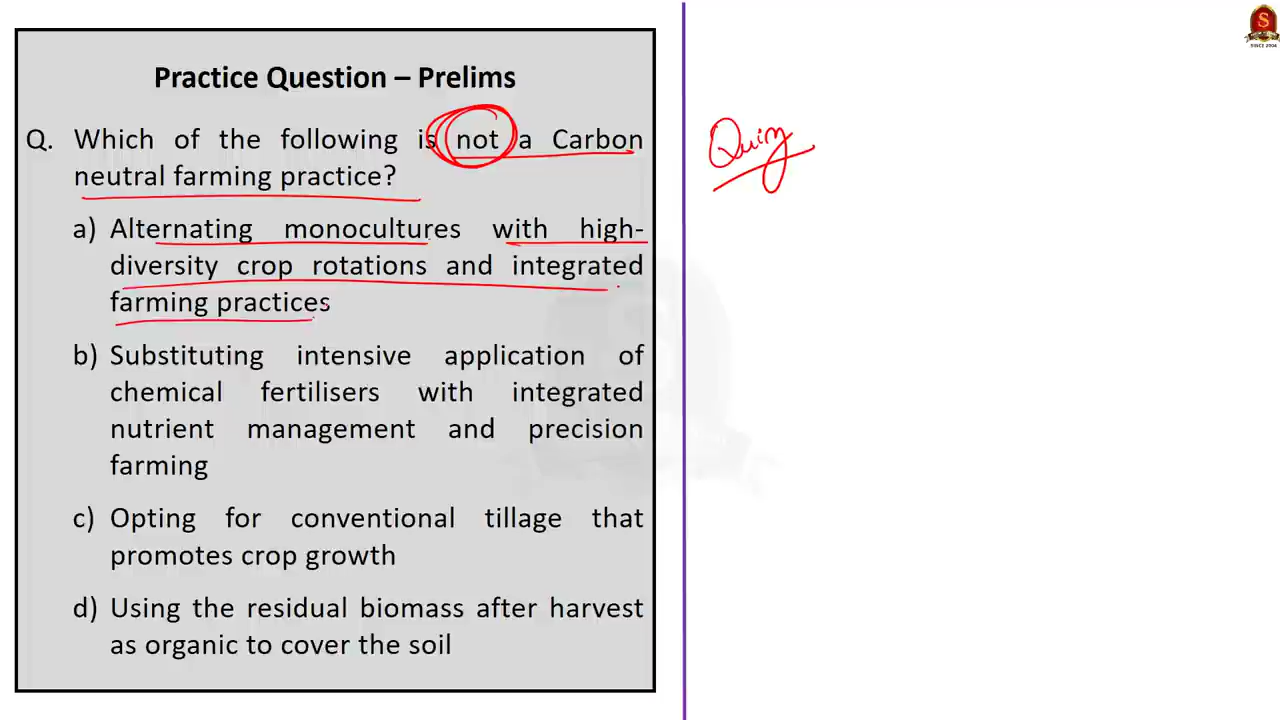 Practice Question – Prelims
Q. Which of the following is not a Carbon
neutral farming practice?
a) Alternating monocultures with high-
diversity crop rotations and integrated
farming practices
b) Substituting intensive application of
chemical fertilisers with integrated
nutrient management and precision
farming
c) Opting for conventional tillage that
promotes crop growth
d) Using the residual biomass after harvest
as organic to cover the soil
S
SINCE 2004